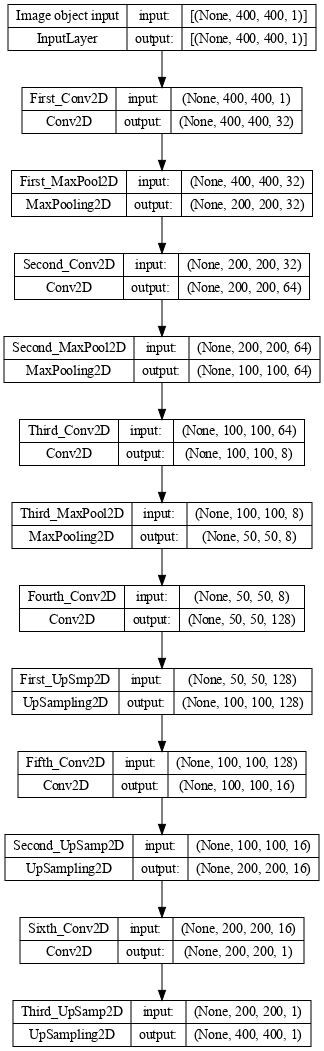 Image object input input: [(None, 400, 400, 1)]
InputLayer output: [(None, 400, 400, 1)]
First_Conv2D input: (None, 400, 400, 1)
Conv2D output: (None, 400, 400, 32)
First_MaxPool2D input: (None, 400, 400, 32)
MaxPooling2D output: (None, 200, 200, 32)
Second_Conv2D input: (None, 200, 200, 32)
Conv2D output: (None, 200, 200, 64)
Second_MaxPool2D input: (None, 200, 200, 64)
MaxPooling2D output: (None, 100, 100, 64)
Third_Conv2D input: (None, 100, 100, 64)
Conv2D output: (None, 100, 100, 8)
Third_MaxPool2D input: (None, 100, 100, 8)
MaxPooling2D output: (None, 50, 50, 8)
Fourth_Conv2D input: (None, 50, 50, 8)
Conv2D output: (None, 50, 50, 128)
First_UpSmp2D input: (None, 50, 50, 128)
UpSampling2D output: (None, 100, 100, 128)
Fifth_Conv2D input: (None, 100, 100, 128)
Conv2D output: (None, 100, 100, 16)
Second_UpSamp2D input: (None, 100, 100, 16)
UpSampling2D output: (None, 200, 200, 16)
Sixth_Conv2D input: (None, 200, 200, 16)
Conv2D output: (None, 200, 200, 1)
Third_UpSamp2D input: (None, 200, 200, 1)
UpSampling2D output: (None, 400, 400, 1)